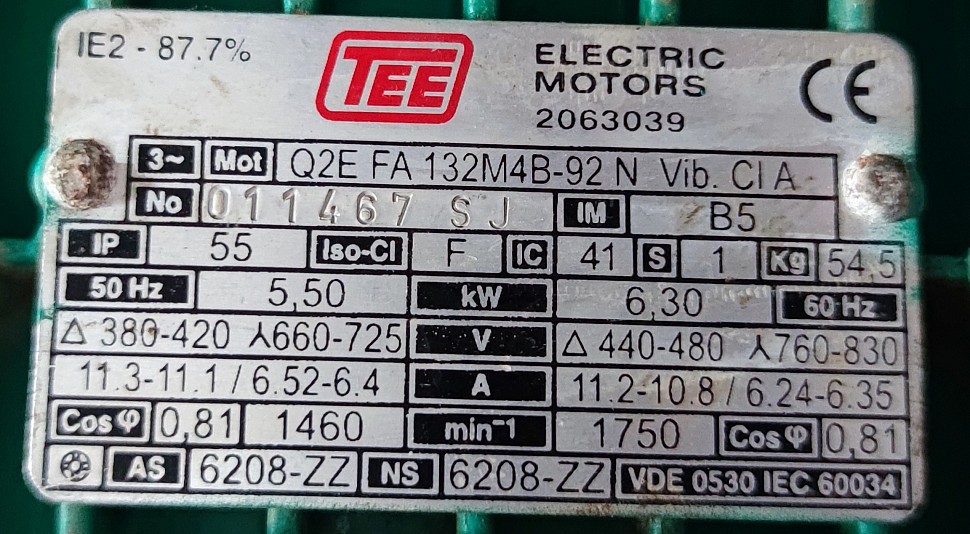 IE2 - 87.7%
TEE
ELECTRIC
MOTORS
2063039
CE
3~ Mot Q2E FA 132M4B-92 N Vib. Cl A
No 011467 SJ IM B5
IP 55 Iso-Cl F IC 41 S 1 Kg 54,5
50 Hz 5,50 kW 6,30 60 Hz
△ 380-420 ⅄660-725 V △ 440-480 ⅄760-830
11.3-11.1 / 6.52-6.4 A 11.2-10.8 / 6.24-6.35
Cos φ 0,81 1460 min⁻¹ 1750 Cos φ 0,81
AS 6208-ZZ NS 6208-ZZ VDE 0530 IEC 60034